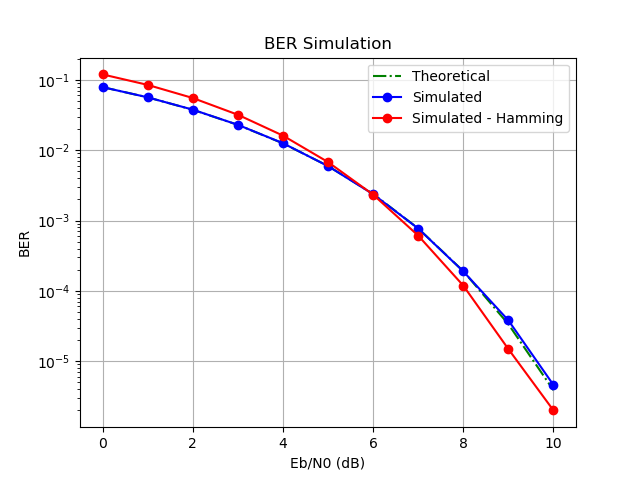 BER Simulation
Theoretical
Simulated
Simulated - Hamming
BER
10⁻¹
10⁻²
10⁻³
10⁻⁴
10⁻⁵
0 2 4 6 8 10
Eb/N0 (dB)